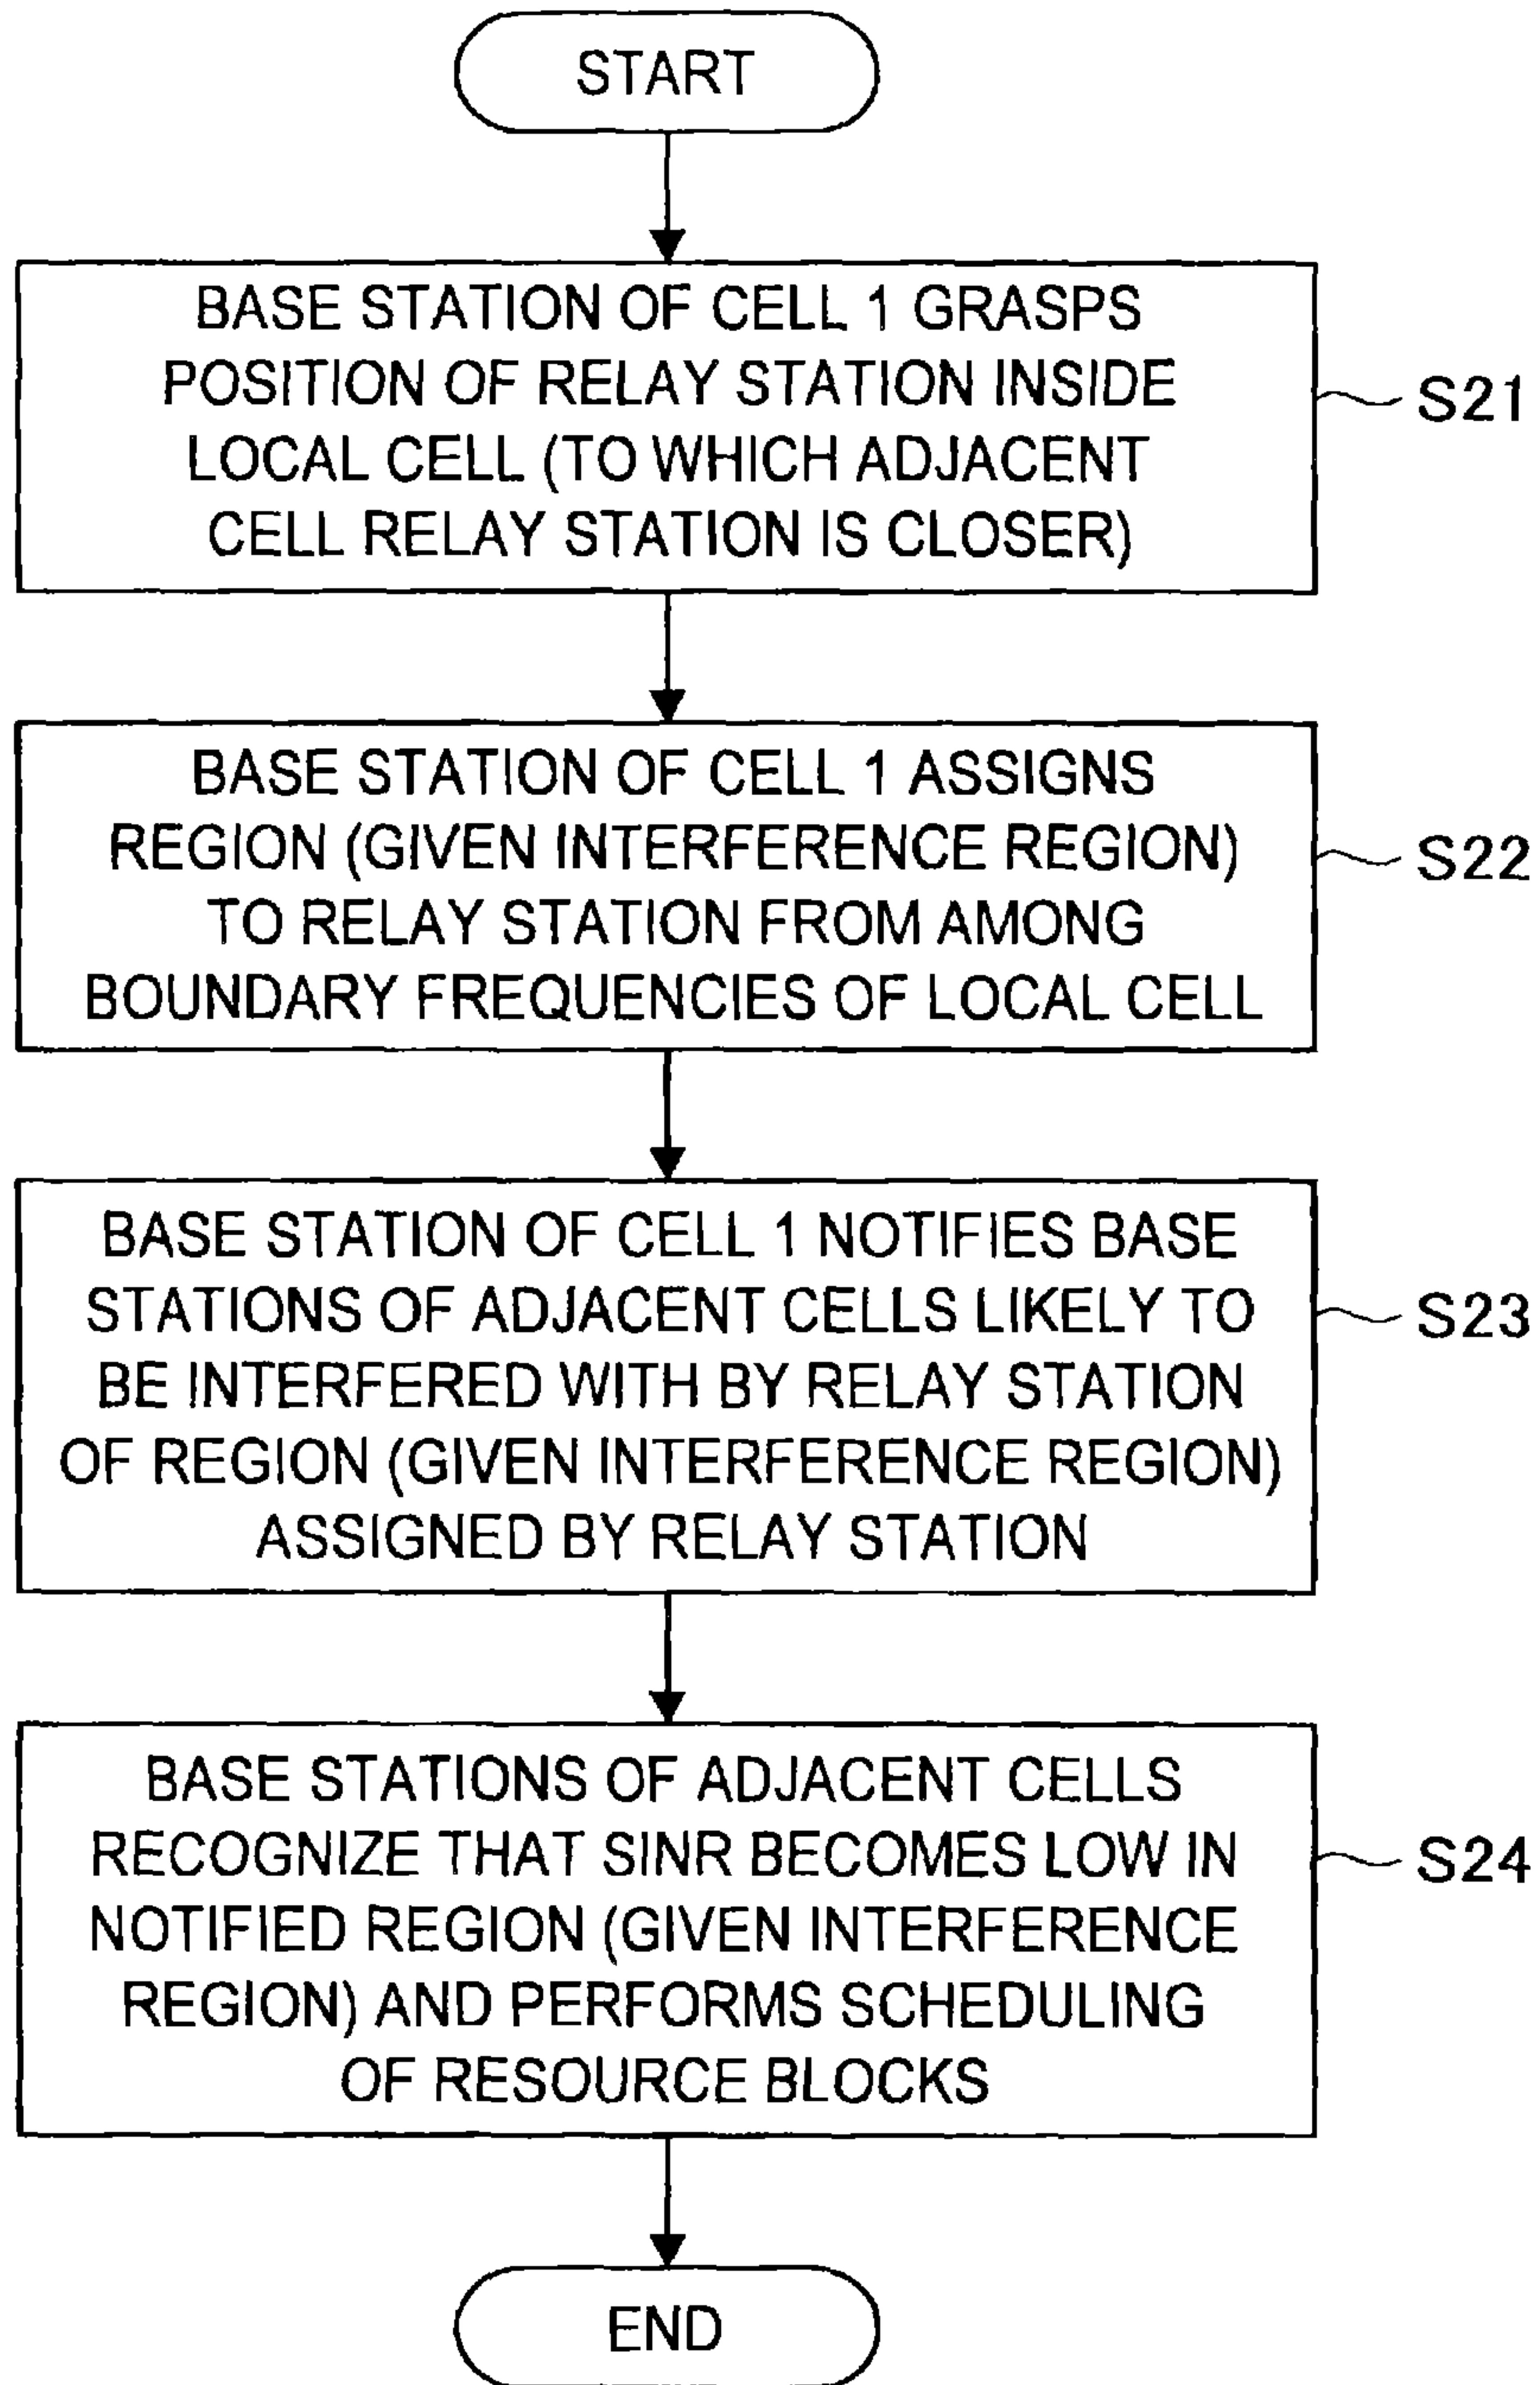 START
BASE STATION OF CELL 1 GRASPS
POSITION OF RELAY STATION INSIDE
LOCAL CELL (TO WHICH ADJACENT
CELL RELAY STATION IS CLOSER)
S21
BASE STATION OF CELL 1 ASSIGNS
REGION (GIVEN INTERFERENCE REGION)
TO RELAY STATION FROM AMONG
BOUNDARY FREQUENCIES OF LOCAL CELL
S22
BASE STATION OF CELL 1 NOTIFIES BASE
STATIONS OF ADJACENT CELLS LIKELY TO
BE INTERFERED WITH BY RELAY STATION
OF REGION (GIVEN INTERFERENCE REGION)
ASSIGNED BY RELAY STATION
S23
BASE STATIONS OF ADJACENT CELLS
RECOGNIZE THAT SINR BECOMES LOW IN
NOTIFIED REGION (GIVEN INTERFERENCE
REGION) AND PERFORMS SCHEDULING
OF RESOURCE BLOCKS
S24
END